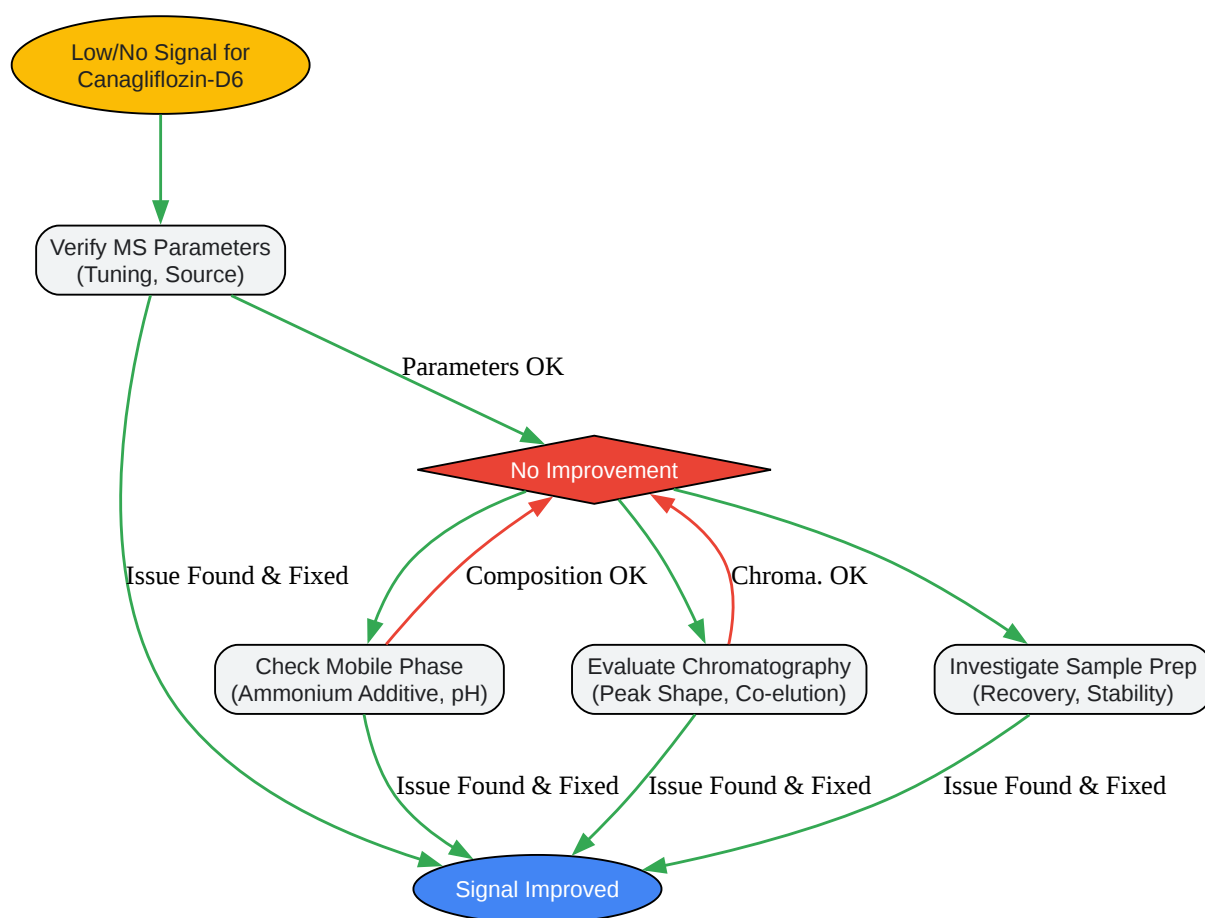 Low/No Signal for
Canagliflozin-D6
Verify MS Parameters
(Tuning, Source)
Parameters OK
No Improvement
Issue Found & Fixed
Composition OK
Chroma. OK
Check Mobile Phase
(Ammonium Additive, pH)
Evaluate Chromatography
(Peak Shape, Co-elution)
Investigate Sample Prep
(Recovery, Stability)
Issue Found & Fixed
Issue Found & Fixed
Issue Found & Fixed
Signal Improved